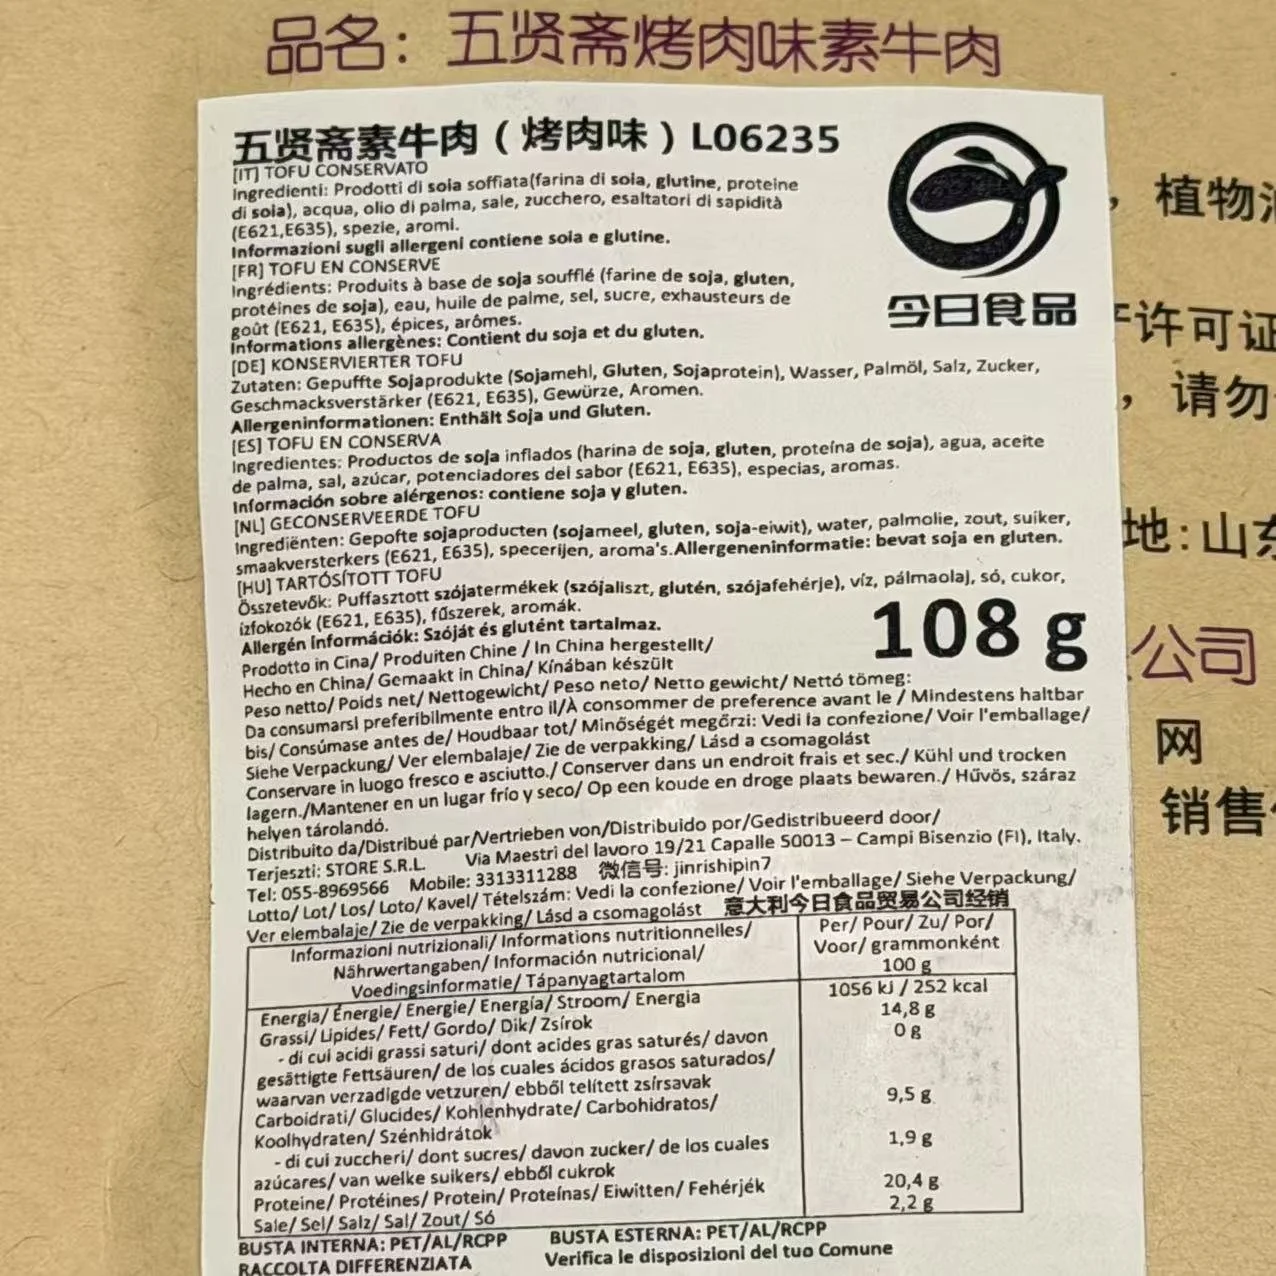 品名：五贤斋烤肉味素牛肉
五贤斋素牛肉（烤肉味）L06235
[IT] TOFU CONSERVATO
Ingredienti: Prodotti di soia soffiata(farina di soia, glutine, proteine
di soia), acqua, olio di palma, sale, zucchero, esaltatori di sapidità
(E621,E635), spezie, aromi.
Informazioni sugli allergeni contiene soia e glutine.
[FR] TOFU EN CONSERVE
Ingrédients: Produits à base de soja soufflé (farine de soja, gluten,
protéines de soja), eau, huile de palme, sel, sucre, exhausteurs de
goût (E621, E635), épices, arômes.
Informations allergènes: Contient du soja et du gluten.
[DE] KONSERVIERTER TOFU
Zutaten: Gepuffte Sojaprodukte (Sojamehl, Gluten, Sojaprotein), Wasser, Palmöl, Salz, Zucker,
Geschmacksverstärker (E621, E635), Gewürze, Aromen.
Allergeninformationen: Enthält Soja und Gluten.
[ES] TOFU EN CONSERVA
Ingredientes: Productos de soja inflados (harina de soja, gluten, proteína de soja), agua, aceite
de palma, sal, azúcar, potenciadores del sabor (E621, E635), especias, aromas.
Información sobre alérgenos: contiene soja y gluten.
[NL] GECONSERVEERDE TOFU
Ingrediënten: Gepofte sojaproducten (sojameel, gluten, soja-eiwit), water, palmolie, zout, suiker,
smaakversterkers (E621, E635), specerijen, aroma's.Allergeneninformatie: bevat soja en gluten.
[HU] TARTÓSÍTOTT TOFU
Összetevők: Puffasztott szójatermékek (szójaliszt, glutén, szójafehérje), víz, pálmaolaj, só, cukor,
ízfokozók (E621, E635), fűszerek, aromák.
Allergén információk: Szóját és glutént tartalmaz.
Prodotto in Cina/ Produiten Chine / In China hergestellt/
Hecho en China/ Gemaakt in China/ Kínában készült
108 g
Peso netto/ Poids net/ Nettogewicht/ Peso neto/ Netto gewicht/ Nettó tömeg:
Da consumarsi preferibilmente entro il/À consommer de preference avant le / Mindestens haltbar
bis/ Consúmase antes de/ Houdbaar tot/ Minőségét megőrzi: Vedi la confezione/ Voir l'emballage/
Siehe Verpackung/ Ver elembalaje/ Zie de verpakking/ Lásd a csomagolást
Conservare in luogo fresco e asciutto./ Conserver dans un endroit frais et sec./ Kühl und trocken
lagern./Mantener en un lugar frío y seco/ Op een koude en droge plaats bewaren./ Hűvös, száraz
helyen tárolandó.
Distribuito da/Distribué par/Vertrieben von/Distribuido por/Gedistribueerd door/
Terjeszti: STORE S.R.L. Via Maestri del lavoro 19/21 Capalle 50013 – Campi Bisenzio (FI), Italy.
Tel: 055-8969566 Mobile: 3313311288 微信号: jinrishipin7
Lotto/ Lot/ Los/ Loto/ Kavel/ Tételszám: Vedi la confezione/ Voir l'emballage/ Siehe Verpackung/
Ver elembalaje/ Zie de verpakking/ Lásd a csomagolást 意大利今日食品贸易公司经销
Informazioni nutrizionali/ Informations nutritionnelles/
Nährwertangaben/ Información nutricional/
Voedingsinformatie/ Tápanyagtartalom
Per/ Pour/ Zu/ Por/
Voor/ grammonként
100 g
Energia/ Énergie/ Energie/ Energía/ Stroom/ Energia 1056 kJ / 252 kcal
Grassi/ Lipides/ Fett/ Gordo/ Dik/ Zsírok 14,8 g
- di cui acidi grassi saturi/ dont acides gras saturés/ davon 0 g
gesättigte Fettsäuren/ de los cuales ácidos grasos saturados/
waarvan verzadigde vetzuren/ ebből telített zsírsavak
Carboidrati/ Glucides/ Kohlenhydrate/ Carbohidratos/ 9,5 g
Koolhydraten/ Szénhidrátok
- di cui zuccheri/ dont sucres/ davon zucker/ de los cuales 1,9 g
azúcares/ van welke suikers/ ebből cukrok
Proteine/ Protéines/ Protein/ Proteínas/ Eiwitten/ Fehérjék 20,4 g
Sale/ Sel/ Salz/ Sal/ Zout/ Só 2,2 g
BUSTA INTERNA: PET/AL/RCPP BUSTA ESTERNA: PET/AL/RCPP
RACCOLTA DIFFERENZIATA Verifica le disposizioni del tuo Comune
今日食品
，植物油
许可证
，请勿
地：山东
公司
网
销售